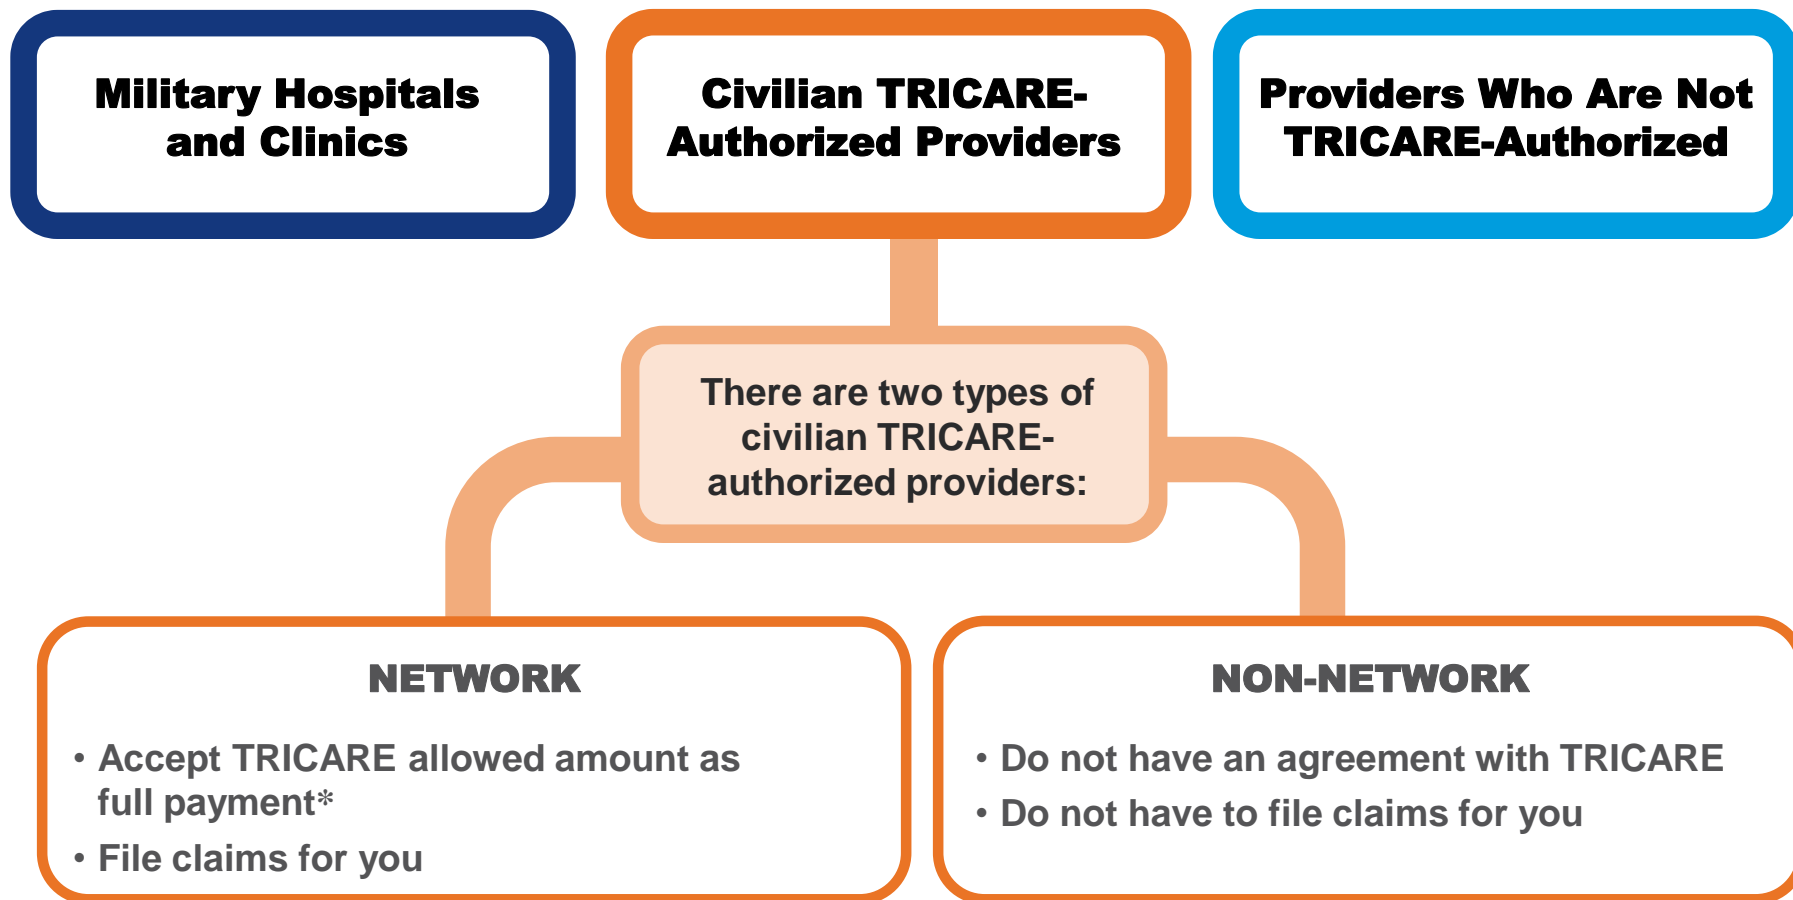 Military Hospitals
and Clinics
Civilian TRICARE-
Authorized Providers
Providers Who Are Not
TRICARE-Authorized
There are two types of
civilian TRICARE-
authorized providers:
NETWORK
• Accept TRICARE allowed amount as
full payment*
• File claims for you
NON-NETWORK
• Do not have an agreement with TRICARE
• Do not have to file claims for you